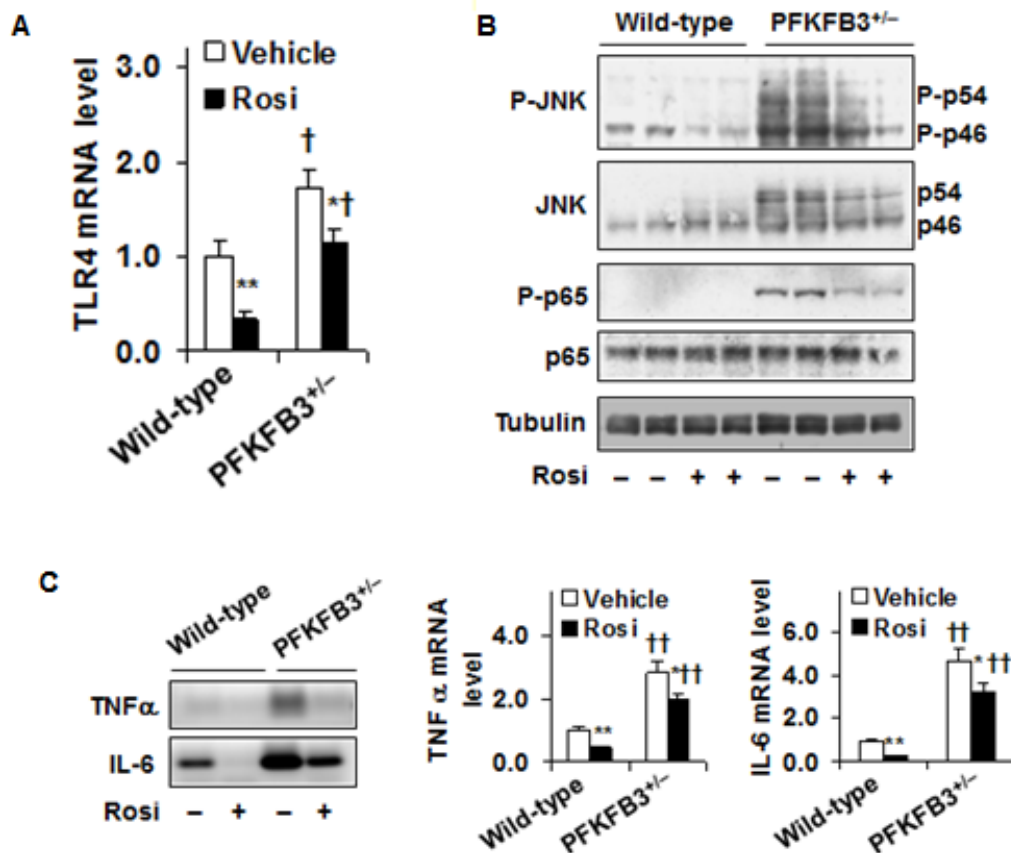 A
Vehicle
Rosi
TLR4 mRNA level
3.0
2.0
1.0
0.0
†
**
*†
Wild-type
PFKFB3+/–
B
Wild-type PFKFB3+/–
P-JNK
P-p54
P-p46
JNK
p54
p46
P-p65
p65
Tubulin
Rosi – – + + – – + +
C
Wild-type
PFKFB3+/–
TNFα
IL-6
Rosi – + – +
Vehicle
Rosi
TNF α mRNA
level
4.0
2.0
0.0
**
††
*††
Wild-type
PFKFB3+/–
Vehicle
Rosi
IL-6 mRNA level
6.0
4.0
2.0
0.0
**
††
*††
Wild-type
PFKFB3+/–